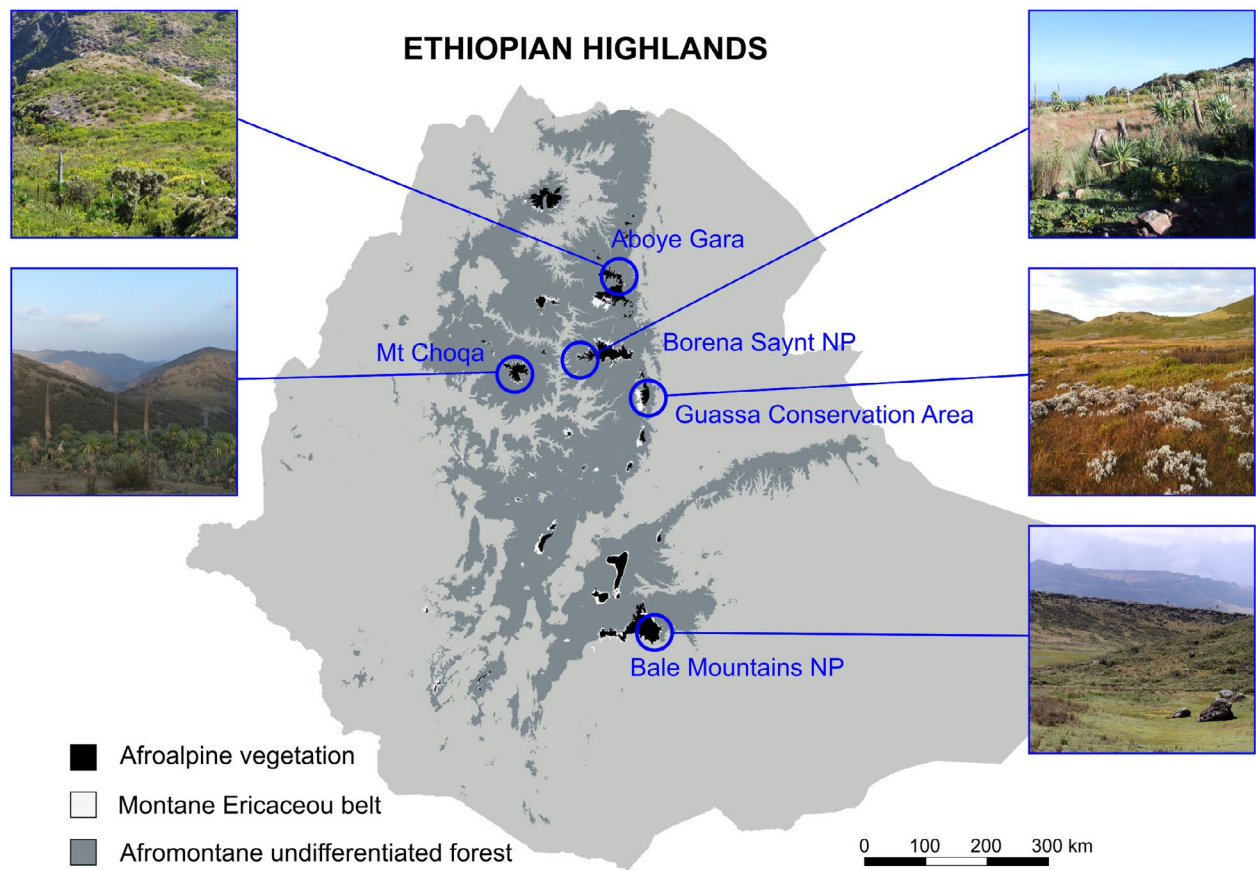 ETHIOPIAN HIGHLANDS
Aboye Gara
Borena Saynt NP
Mt Choqa
Guassa Conservation Area
Bale Mountains NP
Afroalpine vegetation
Montane Ericaceou belt
Afromontane undifferentiated forest
0 100 200 300 km